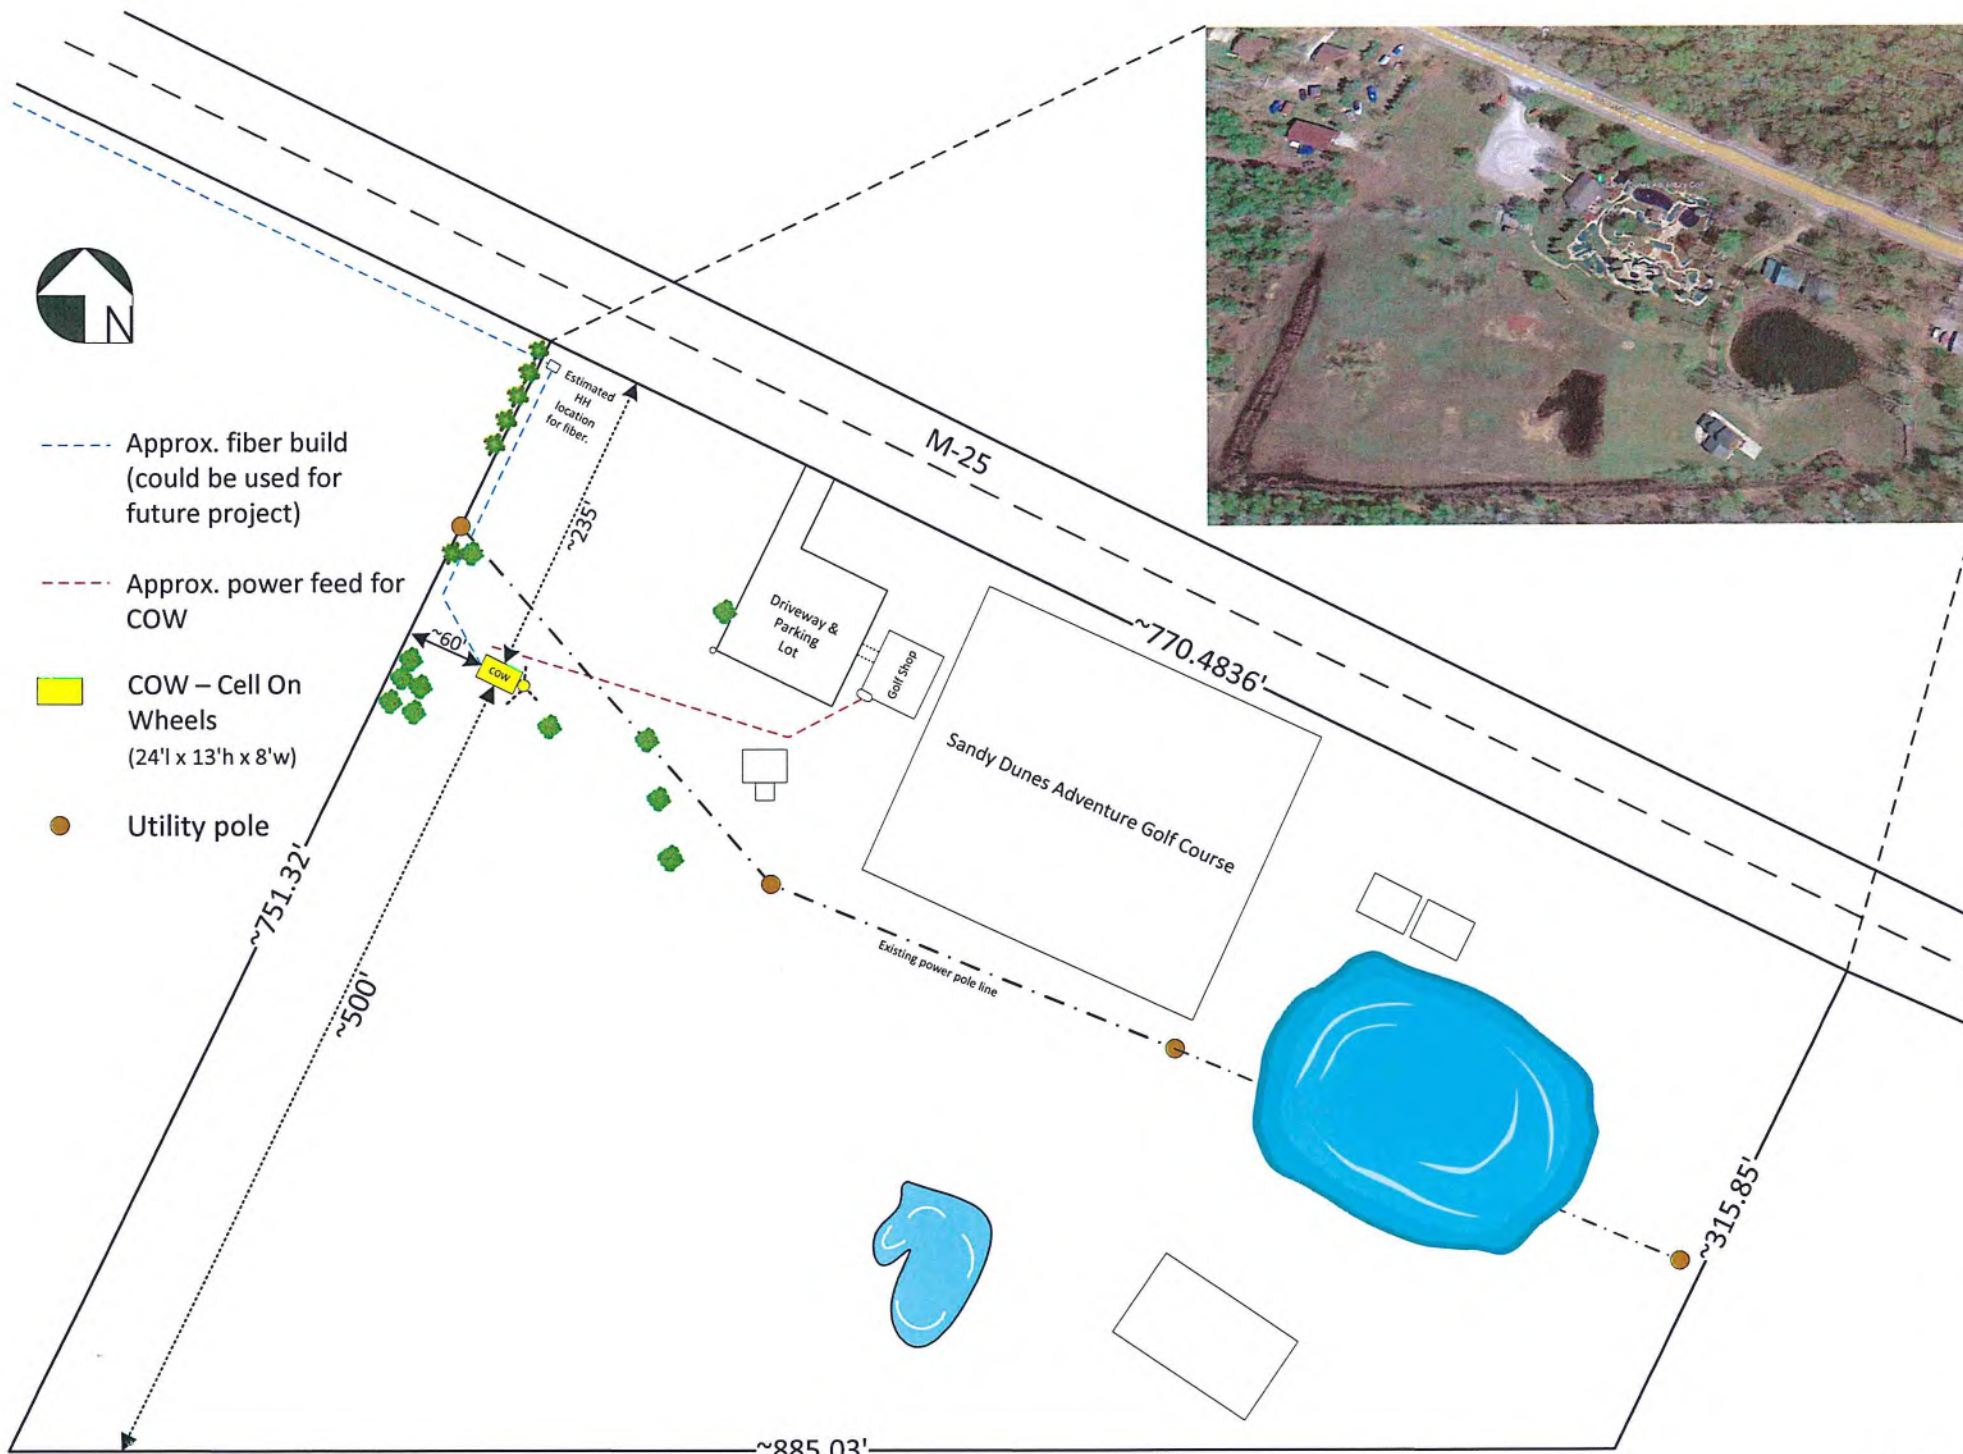 N
Approx. fiber build
(could be used for
future project)
Approx. power feed for
COW
COW – Cell On
Wheels
(24'l x 13'h x 8'w)
Utility pole
Estimated
HH
location
for fiber.
~235'
M-25
~60'
COW
Driveway &
Parking
Lot
Golf Shop
~770.4836'
Sandy Dunes Adventure Golf Course
~751.32'
~500'
Existing power pole line
~315.85'
~885.03'